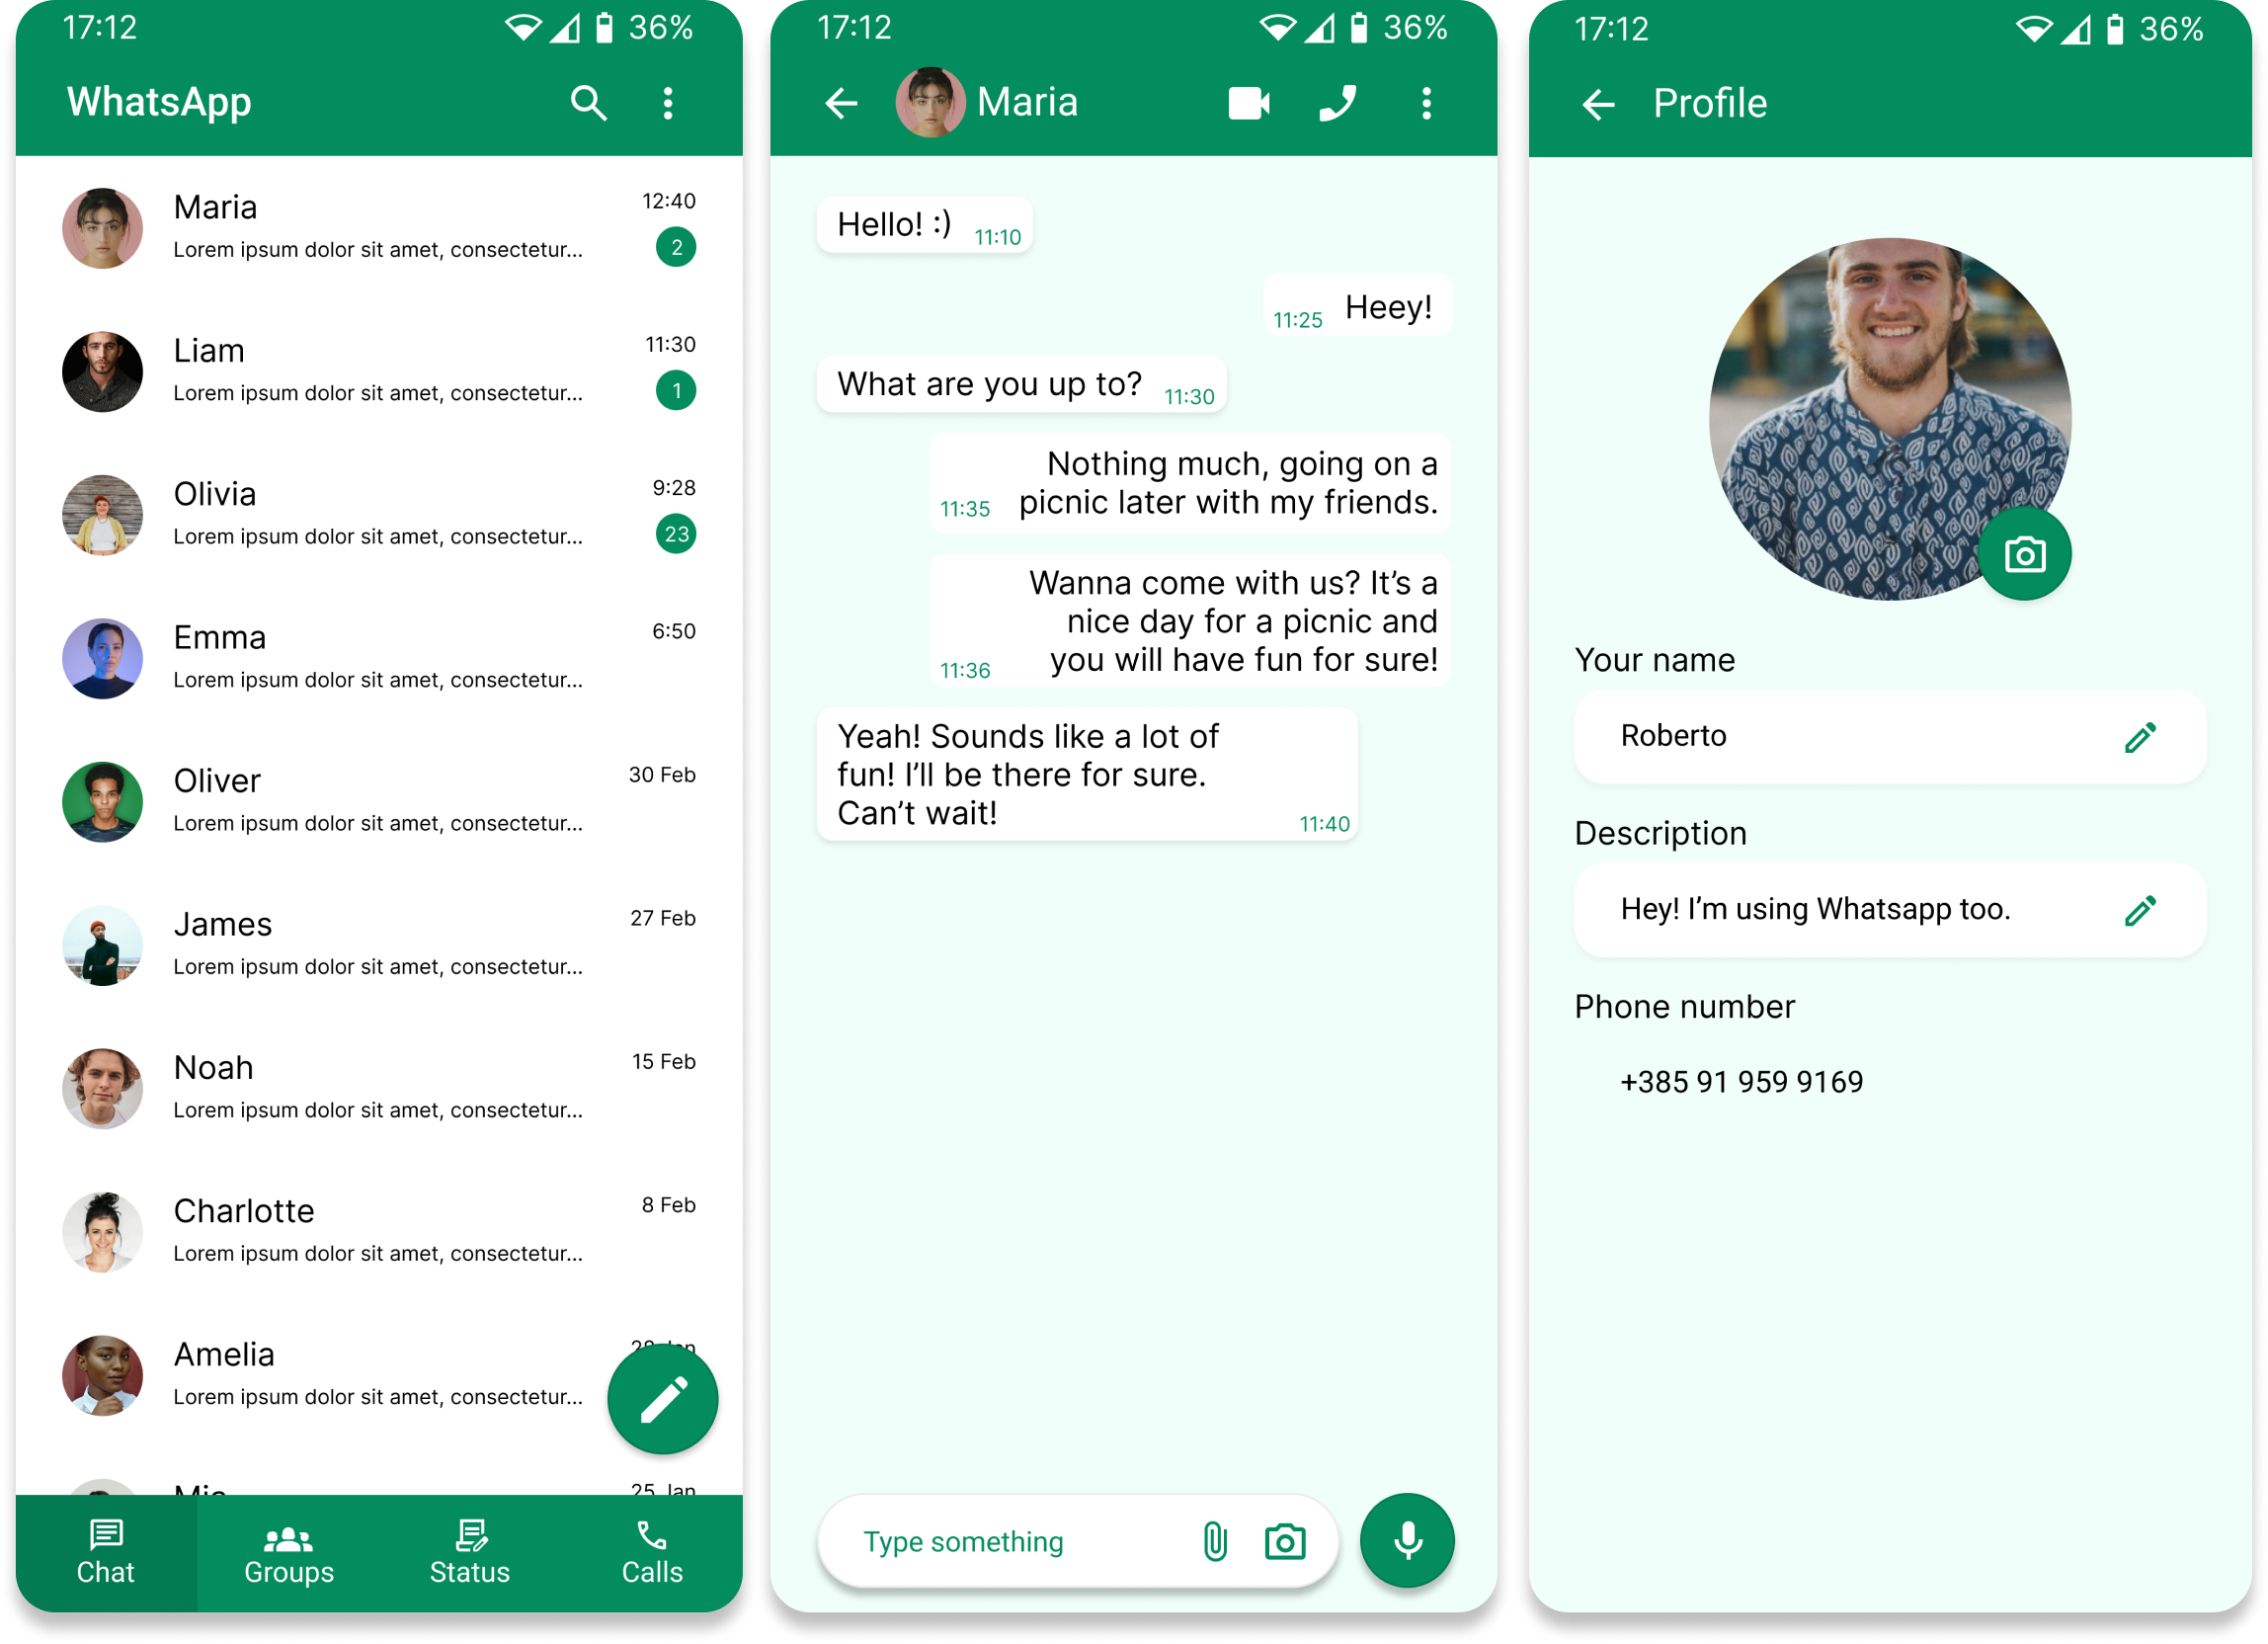 17:12
36%
WhatsApp
Maria
12:40
Lorem ipsum dolor sit amet, consectetur...
2
Liam
11:30
Lorem ipsum dolor sit amet, consectetur...
1
Olivia
9:28
Lorem ipsum dolor sit amet, consectetur...
23
Emma
6:50
Lorem ipsum dolor sit amet, consectetur...
Oliver
30 Feb
Lorem ipsum dolor sit amet, consectetur...
James
27 Feb
Lorem ipsum dolor sit amet, consectetur...
Noah
15 Feb
Lorem ipsum dolor sit amet, consectetur...
Charlotte
8 Feb
Lorem ipsum dolor sit amet, consectetur...
Amelia
Lorem ipsum dolor sit amet, consectetur...
25 Jan
Chat
Groups
Status
Calls
17:12
36%
Maria
Hello! :)
11:10
Heey!
11:25
What are you up to?
11:30
Nothing much, going on a
picnic later with my friends.
11:35
Wanna come with us? It’s a
nice day for a picnic and
you will have fun for sure!
11:36
Yeah! Sounds like a lot of
fun! I’ll be there for sure.
Can’t wait!
11:40
Type something
17:12
36%
Profile
Your name
Roberto
Description
Hey! I’m using Whatsapp too.
Phone number
+385 91 959 9169